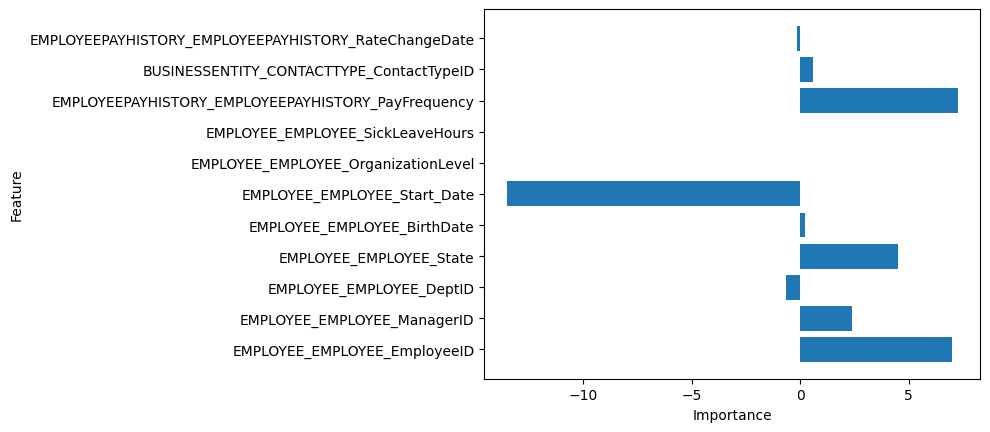 EMPLOYEEPAYHISTORY_EMPLOYEEPAYHISTORY_RateChangeDate
BUSINESSENTITY_CONTACTTYPE_ContactTypeID
EMPLOYEEPAYHISTORY_EMPLOYEEPAYHISTORY_PayFrequency
EMPLOYEE_EMPLOYEE_SickLeaveHours
EMPLOYEE_EMPLOYEE_OrganizationLevel
EMPLOYEE_EMPLOYEE_Start_Date
EMPLOYEE_EMPLOYEE_BirthDate
EMPLOYEE_EMPLOYEE_State
EMPLOYEE_EMPLOYEE_DeptID
EMPLOYEE_EMPLOYEE_ManagerID
EMPLOYEE_EMPLOYEE_EmployeeID
Feature
−10 −5 0 5
Importance